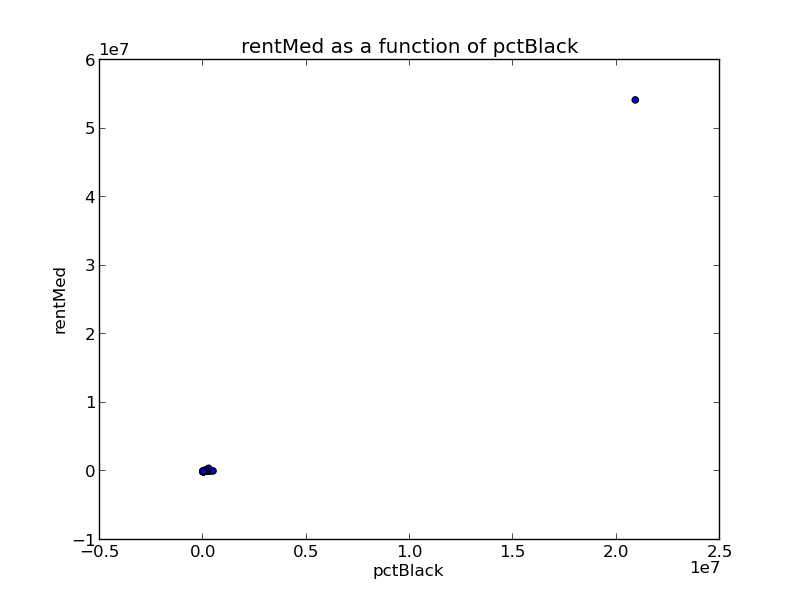 rentMed as a function of pctBlack
1e7
6
5
4
3
2
1
0
−1
rentMed
−0.5 0.0 0.5 1.0 1.5 2.0 2.5
1e7
pctBlack